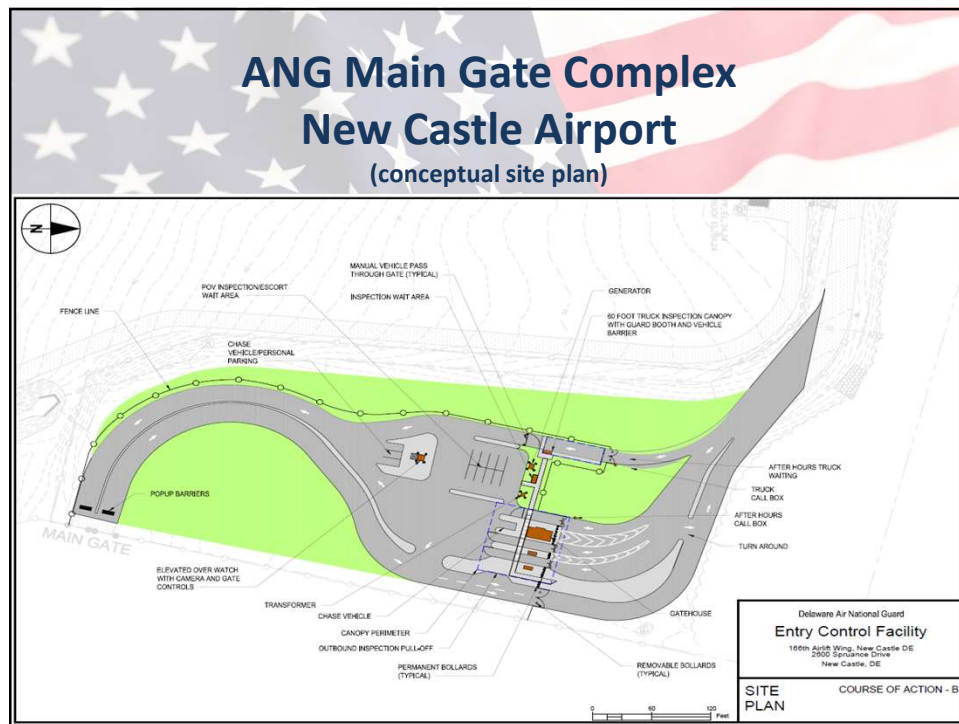 ANG Main Gate Complex
New Castle Airport
(conceptual site plan)
N
MANUAL VEHICLE PASS
THROUGH GATE (TYPICAL)
POV INSPECTION/ESCORT
WAIT AREA
INSPECTION WAIT AREA
GENERATOR
60 FOOT TRUCK INSPECTION CANOPY
WITH GUARD BOOTH AND VEHICLE
BARRIER
FENCE LINE
CHASE
VEHICLE/PERSONAL
PARKING
AFTER HOURS TRUCK
WAITING
TRUCK
CALL BOX
AFTER HOURS
CALL BOX
TURN AROUND
POPUP BARRIERS
MAIN GATE
ELEVATED OVER WATCH
WITH CAMERA AND GATE
CONTROLS
TRANSFORMER
CHASE VEHICLE
CANOPY PERIMETER
OUTBOUND INSPECTION PULL-OFF
PERMANENT BOLLARDS
(TYPICAL)
GATEHOUSE
REMOVABLE BOLLARDS
(TYPICAL)
0 60 120
Feet
Delaware Air National Guard
Entry Control Facility
166th Airlift Wing, New Castle DE
2600 Spruance Drive
New Castle, DE
SITE
PLAN
COURSE OF ACTION - B